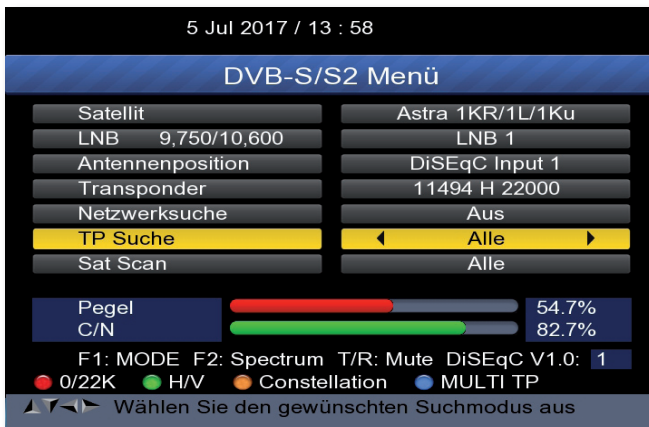 5 Jul 2017 / 13 : 58
DVB-S/S2 Menü
Satellit Astra 1KR/1L/1Ku
LNB 9,750/10,600 LNB 1
Antennenposition DiSEqC Input 1
Transponder 11494 H 22000
Netzwerksuche Aus
TP Suche Alle
Sat Scan Alle
Pegel 54.7%
C/N 82.7%
F1: MODE F2: Spectrum T/R: Mute DiSEqC V1.0: 1
0/22K H/V Constellation MULTI TP
Wählen Sie den gewünschten Suchmodus aus